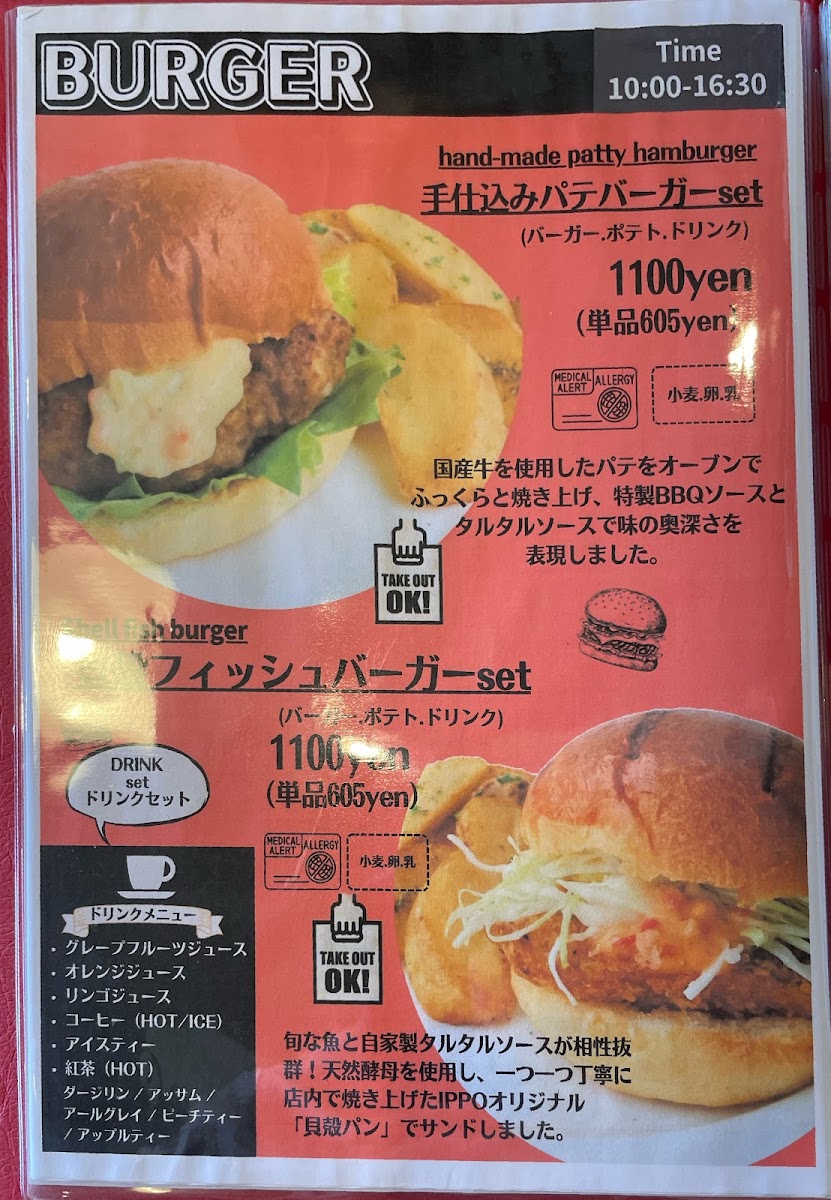 BURGER
Time
10:00-16:30
hand-made patty hamburger
手仕込みパテバーガーset
(バーガー.ポテト.ドリンク)
1100yen
(単品605yen)
MEDICAL ALERT ALLERGY
小麦.卵.乳
国産牛を使用したパテをオーブンで
ふっくらと焼き上げ、特製BBQソースと
タルタルソースで味の奥深さを
表現しました。
TAKE OUT
OK!
Shell fish burger
フィッシュバーガーset
(バーガー.ポテト.ドリンク)
1100yen
(単品605yen)
MEDICAL ALERT ALLERGY
小麦.卵.乳
TAKE OUT
OK!
DRINK
set
ドリンクセット
ドリンクメニュー
・グレープフルーツジュース
・オレンジジュース
・リンゴジュース
・コーヒー（HOT/ICE）
・アイスティー
・紅茶（HOT）
ダージリン / アッサム /
アールグレイ / ピーチティー
/ アップルティー
旬な魚と自家製タルタルソースが相性抜
群！天然酵母を使用し、一つ一つ丁寧に
店内で焼き上げたIPPOオリジナル
「貝殻パン」でサンドしました。